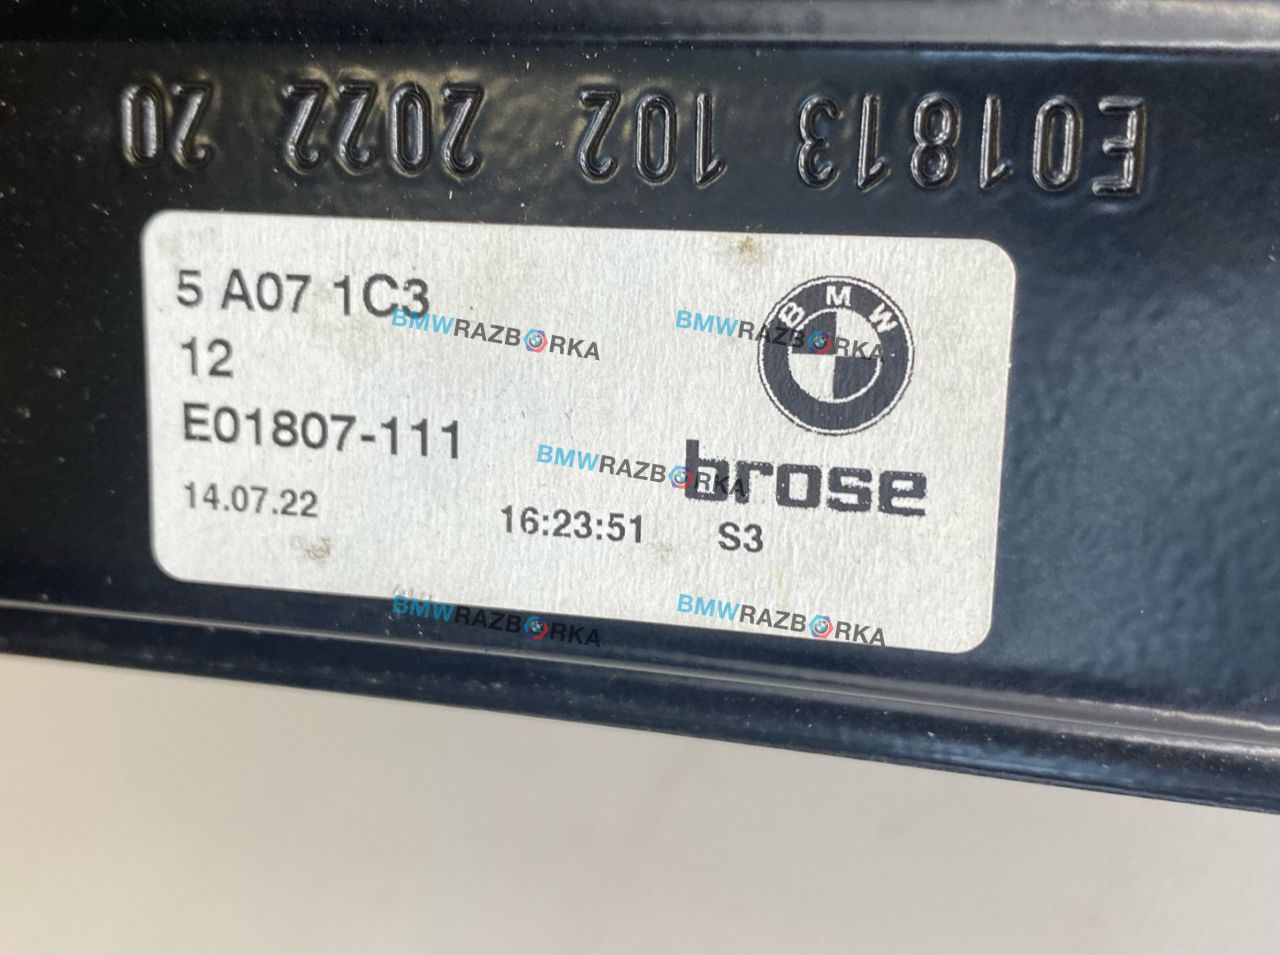 E01813 102 2022 20
5 A07 1C3
12
E01807-111
14.07.22
16:23:51
S3
BMW
brose
BMWRAZBORKA
BMWRAZBORKA
BMWRAZBORKA
BMWRAZBORKA
BMWRAZBORKA